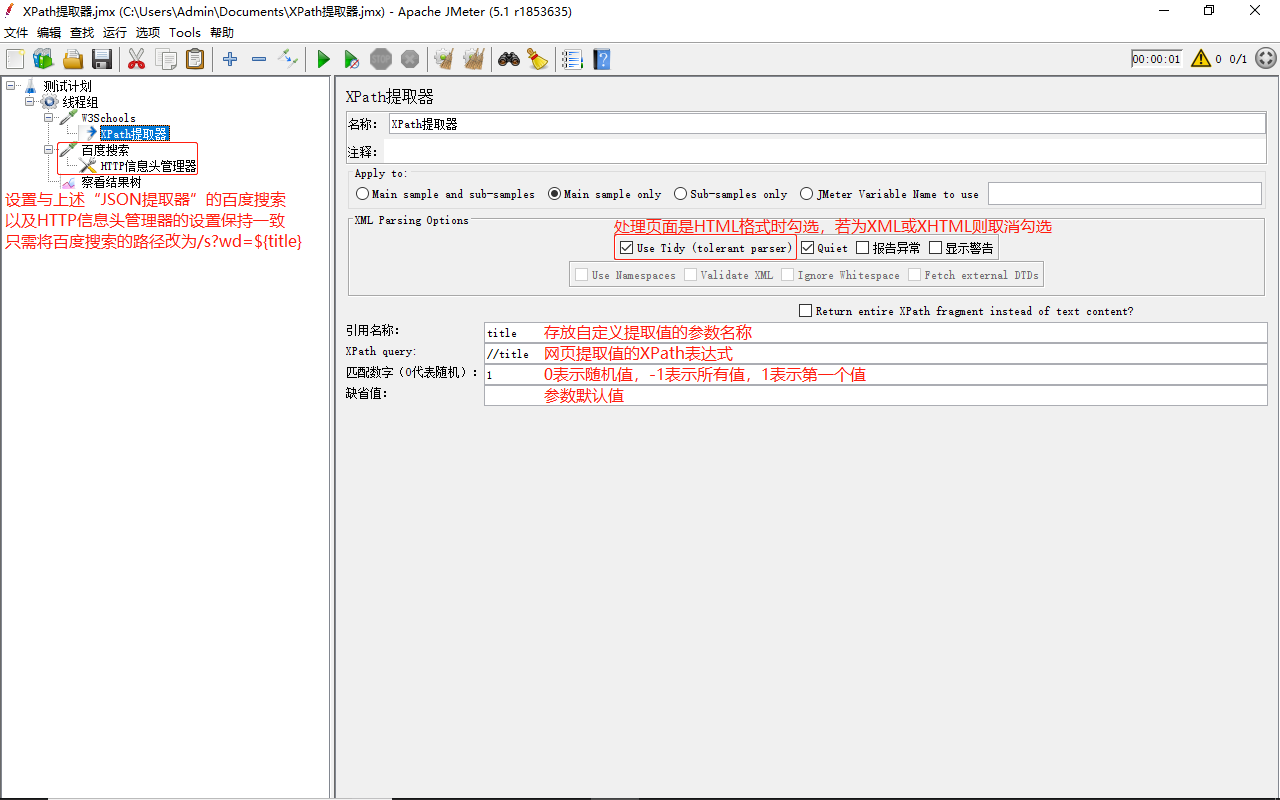 XPath提取器.jmx (C:\Users\Admin\Documents\XPath提取器.jmx) - Apache JMeter (5.1 r1853635)
文件 编辑 查找 运行 选项 Tools 帮助
STOP
00:00:01 0 0/1
测试计划
线程组
W3Schools
XPath提取器
百度搜索
HTTP信息头管理器
察看结果树
设置与上述“JSON提取器”的百度搜索
以及HTTP信息头管理器的设置保持一致
只需将百度搜索的路径改为/s?wd=${title}
XPath提取器
名称： XPath提取器
注释：
Apply to:
Main sample and sub-samples Main sample only Sub-samples only JMeter Variable Name to use
XML Parsing Options
处理页面是HTML格式时勾选，若为XML或XHTML则取消勾选
Use Tidy (tolerant parser) Quiet 报告异常 显示警告
Use Namespaces Validate XML Ignore Whitespace Fetch external DTDs
Return entire XPath fragment instead of text content?
引用名称： title 存放自定义提取值的参数名称
XPath query: //title 网页提取值的XPath表达式
匹配数字（0代表随机）： 1 0表示随机值，-1表示所有值，1表示第一个值
缺省值： 参数默认值